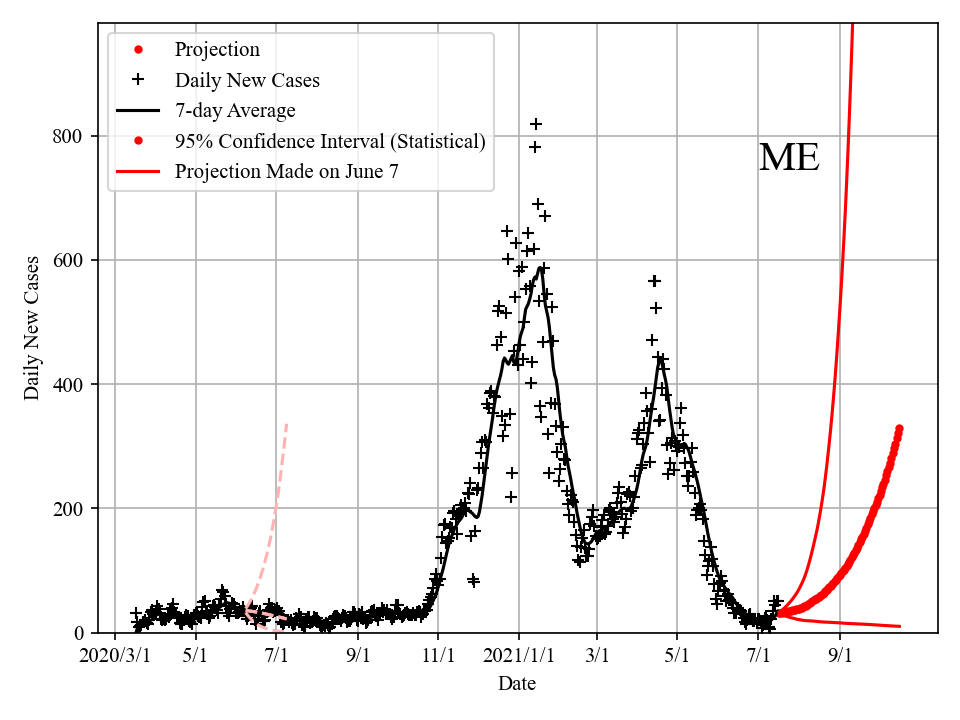 Projection
Daily New Cases
7-day Average
95% Confidence Interval (Statistical)
Projection Made on June 7
ME
Daily New Cases
800
600
400
200
0
2020/3/1 5/1 7/1 9/1 11/1 2021/1/1 3/1 5/1 7/1 9/1
Date